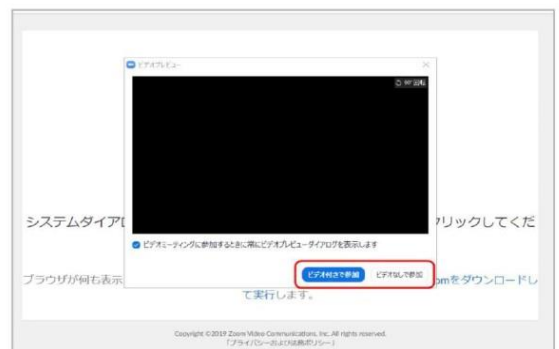 ビデオプレビュー
90°回転
システムダイアロ
クリックしてくだ
ビデオミーティングに参加するときに常にビデオプレビューダイアログを表示します
ビデオ付きで参加 ビデオなしで参加
ブラウザが何も表示
omをダウンロードし
て実行します。
Copyright ©2019 Zoom Video Communications, Inc. All rights reserved.
プライバシーおよび法務ポリシー